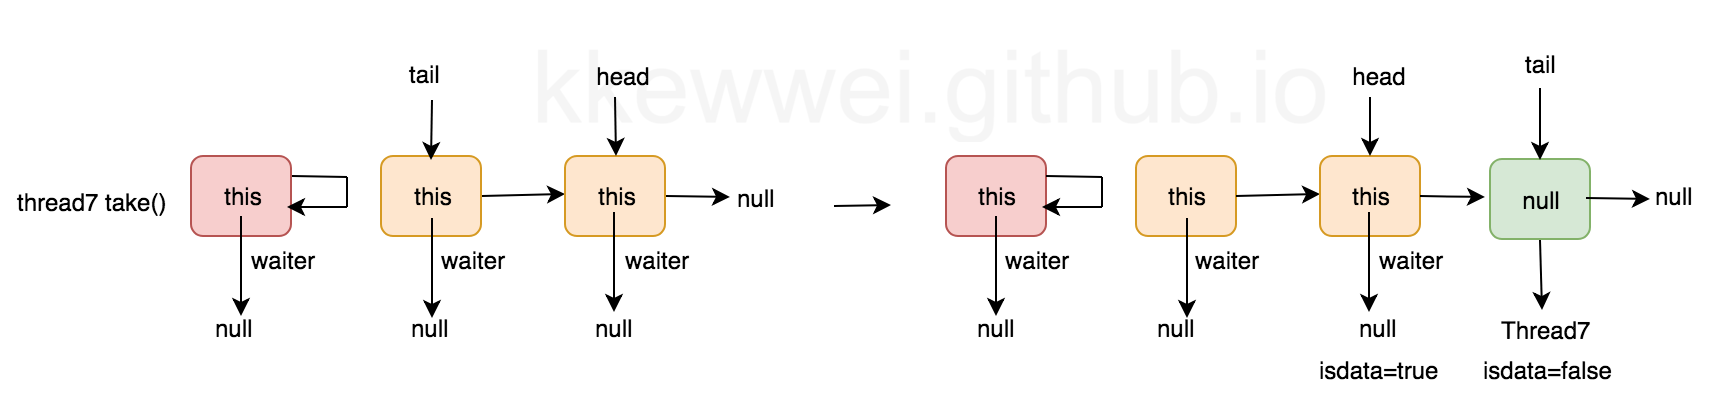 kkewwei.github.io
tail
head
head
tail
thread7 take()
this
this
this
null
this
this
this
null
null
waiter
waiter
waiter
waiter
waiter
waiter
null
null
null
null
null
null
Thread7
isdata=true
isdata=false